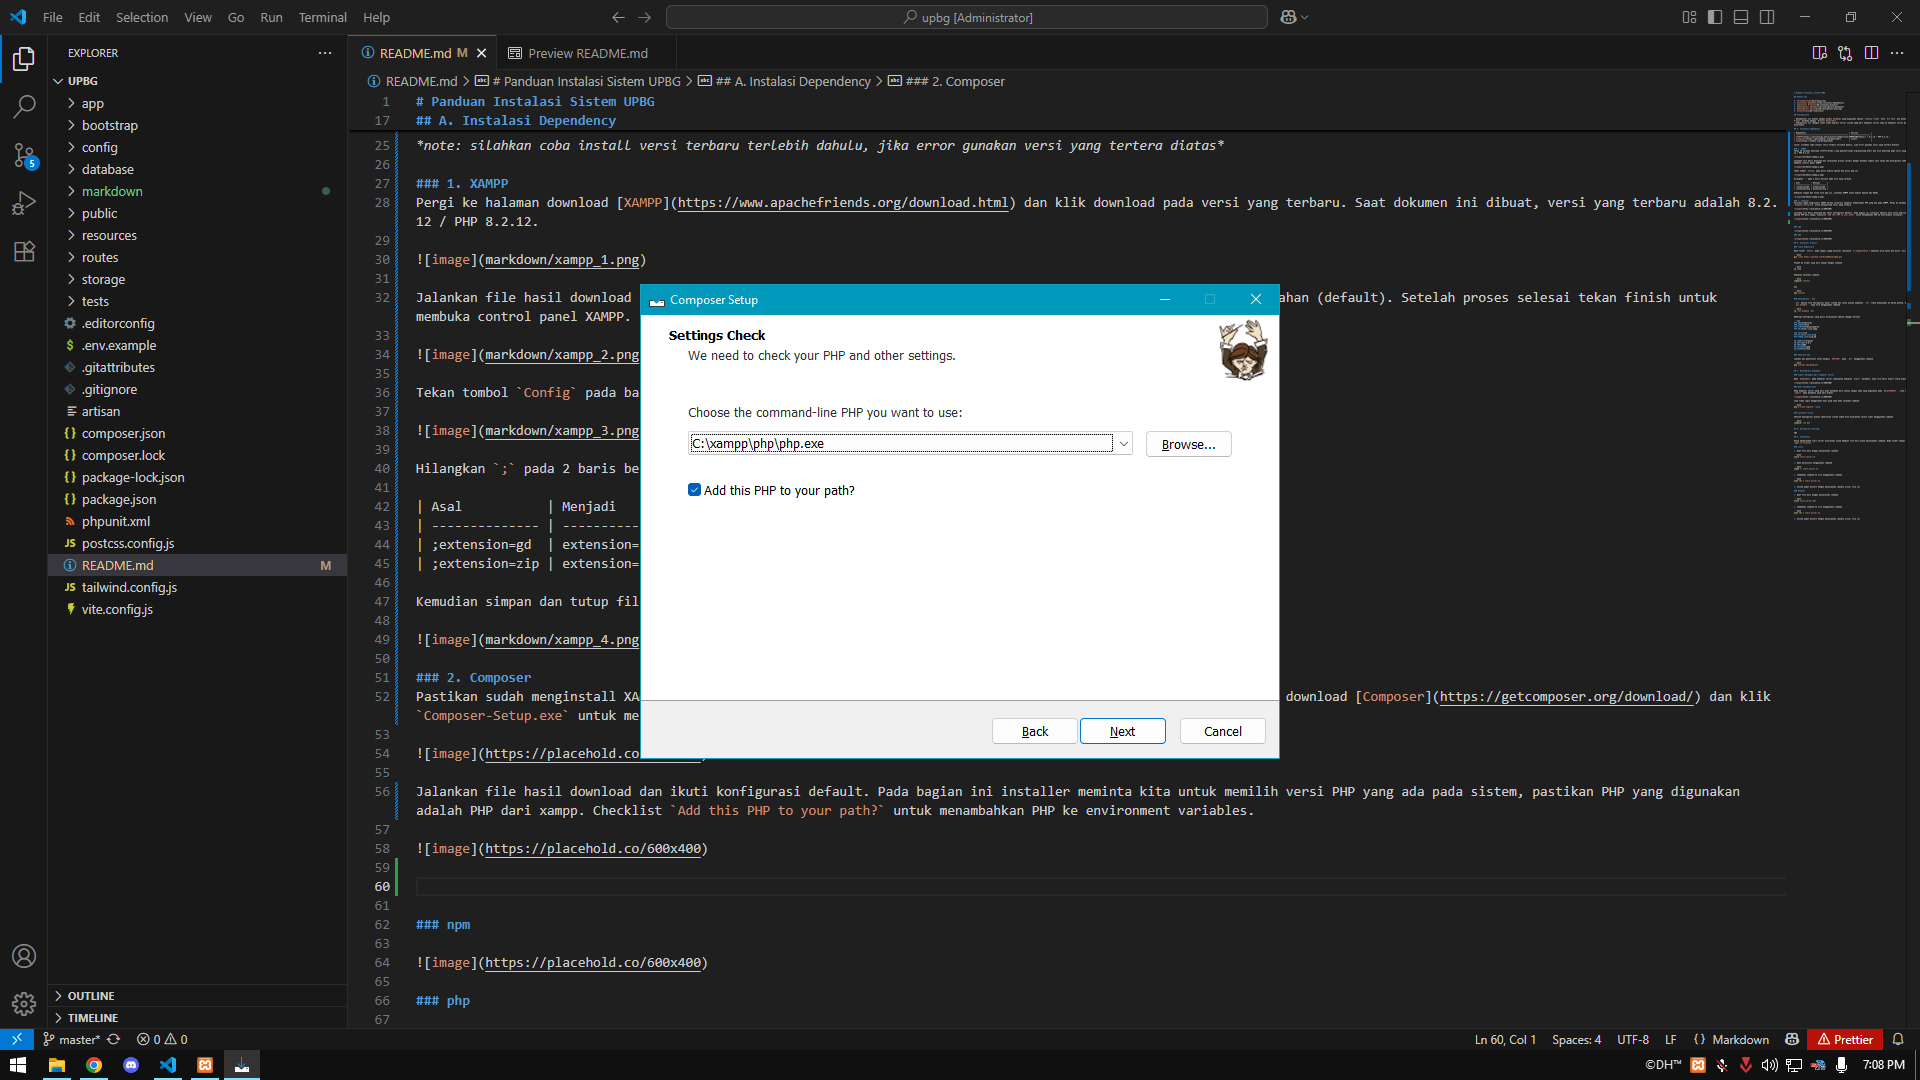 File Edit Selection View Go Run Terminal Help
upbg [Administrator]
EXPLORER
README.md M
Preview README.md
UPBG
README.md > # Panduan Instalasi Sistem UPBG > ## A. Instalasi Dependency > ### 2. Composer
app
bootstrap
config
database
markdown
public
resources
routes
storage
tests
.editorconfig
.env.example
.gitattributes
.gitignore
artisan
composer.json
composer.lock
package-lock.json
package.json
phpunit.xml
postcss.config.js
README.md M
tailwind.config.js
vite.config.js
OUTLINE
TIMELINE
1 # Panduan Instalasi Sistem UPBG
17 ## A. Instalasi Dependency
25 *note: silahkan coba install versi terbaru terlebih dahulu, jika error gunakan versi yang tertera diatas*
26
27 ### 1. XAMPP
28 Pergi ke halaman download [XAMPP](https://www.apachefriends.org/download.html) dan klik download pada versi yang terbaru. Saat dokumen ini dibuat, versi yang terbaru adalah 8.2.
12 / PHP 8.2.12.
29
30 ![image](markdown/xampp_1.png)
31
32 Jalankan file hasil download ahan (default). Setelah proses selesai tekan finish untuk
membuka control panel XAMPP.
33
34 ![image](markdown/xampp_2.png
35
36 Tekan tombol `Config` pada ba
37
38 ![image](markdown/xampp_3.png
39
40 Hilangkan `;` pada 2 baris be
41
42 | Asal | Menjadi
43 | -------------- | ----------
44 | ;extension=gd | extension=
45 | ;extension=zip | extension=
46
47 Kemudian simpan dan tutup fil
48
49 ![image](markdown/xampp_4.png
50
51 ### 2. Composer
52 Pastikan sudah menginstall XA download [Composer](https://getcomposer.org/download/) dan klik
`Composer-Setup.exe` untuk me
53
54 ![image](https://placehold.co
55
56 Jalankan file hasil download dan ikuti konfigurasi default. Pada bagian ini installer meminta kita untuk memilih versi PHP yang ada pada sistem, pastikan PHP yang digunakan
adalah PHP dari xampp. Checklist `Add this PHP to your path?` untuk menambahkan PHP ke environment variables.
57
58 ![image](https://placehold.co/600x400)
59
60
61
62 ### npm
63
64 ![image](https://placehold.co/600x400)
65
66 ### php
67
Composer Setup
Settings Check
We need to check your PHP and other settings.
Choose the command-line PHP you want to use:
C:\xampp\php\php.exe
Browse...
Add this PHP to your path?
Back
Next
Cancel
5
master* 0 0
Ln 60, Col 1 Spaces: 4 UTF-8 LF {} Markdown Prettier
©DH™ 7:08 PM